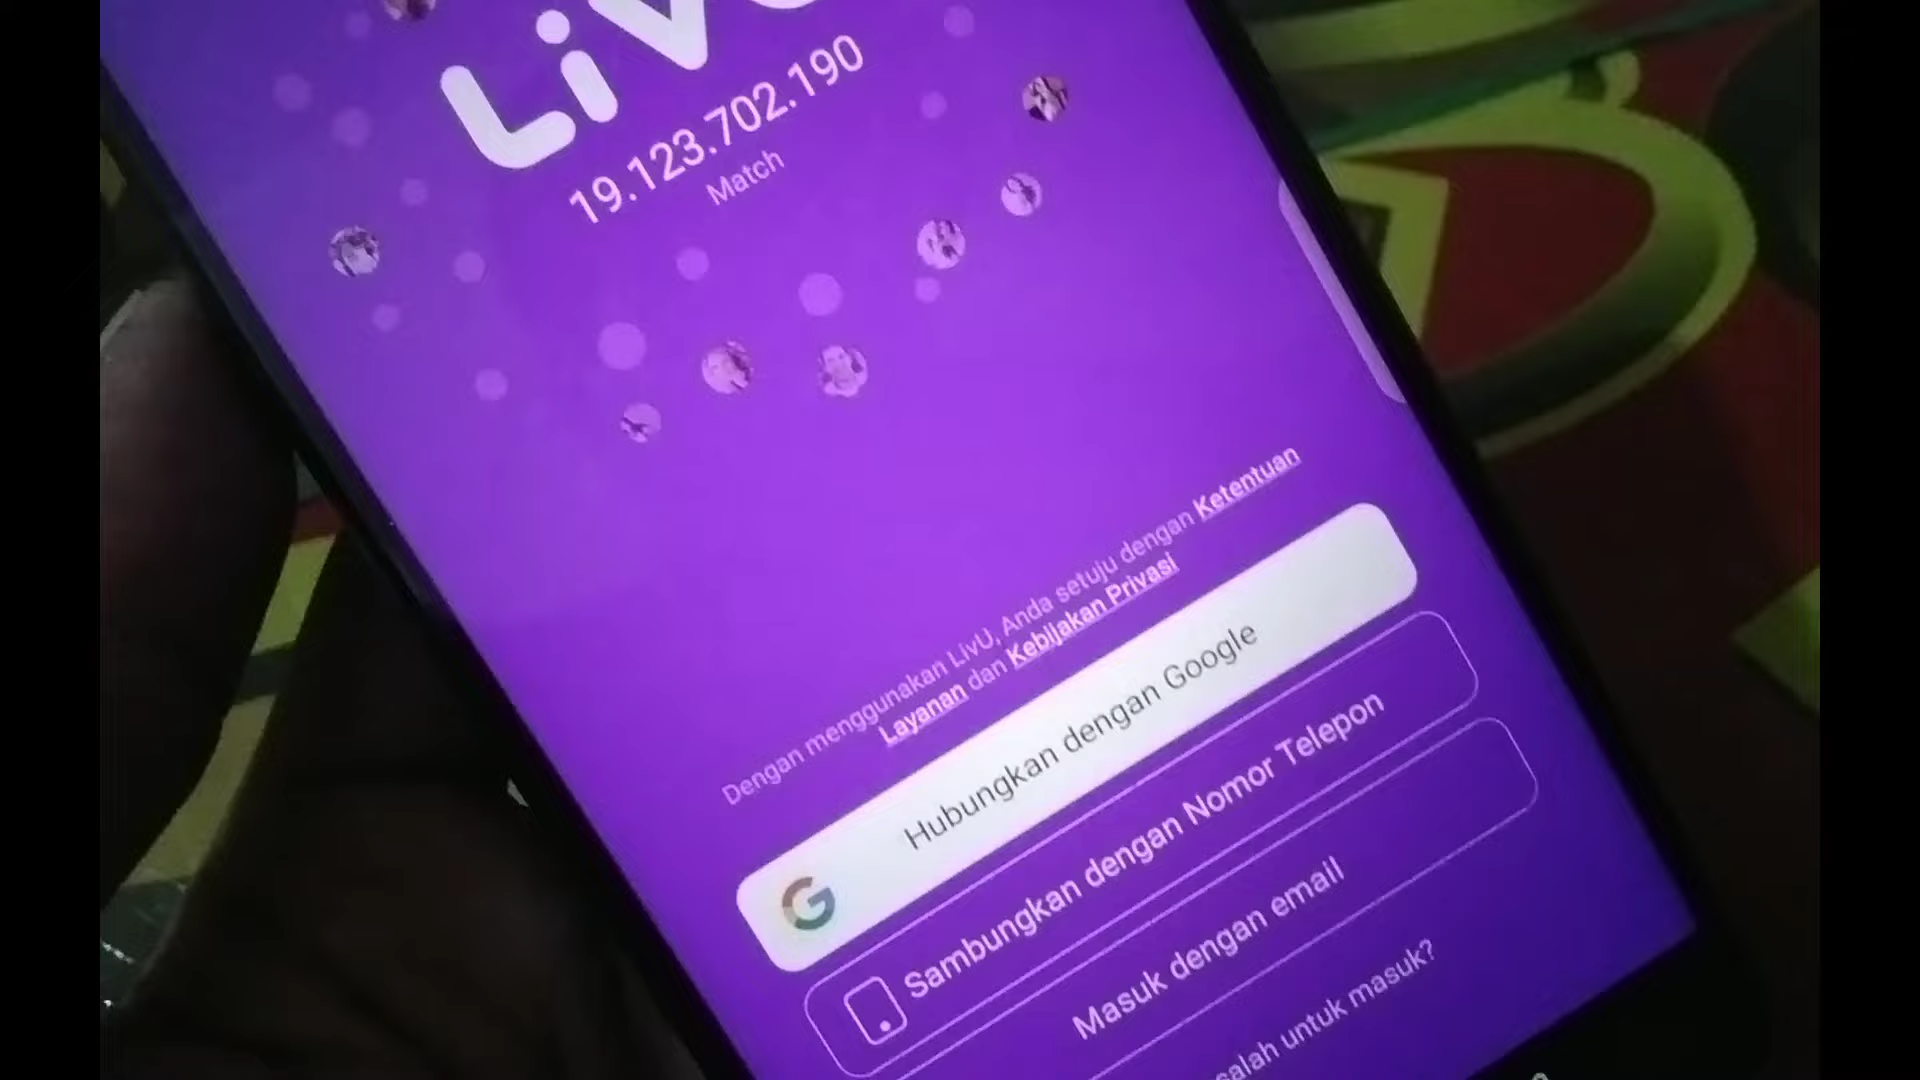 LivU
19.123.702.190
Match
Dengan menggunakan LivU, Anda setuju dengan Ketentuan
Layanan dan Kebijakan Privasi
Hubungkan dengan Google
Sambungkan dengan Nomor Telepon
Masuk dengan email
salah untuk masuk?